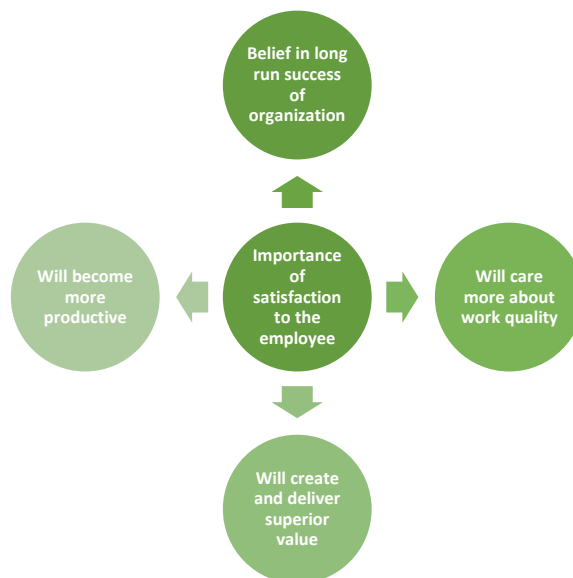 Belief in long
run success
of
organization
Will become
more
productive
Importance
of
satisfaction
to the
employee
Will care
more about
work quality
Will create
and deliver
superior
value